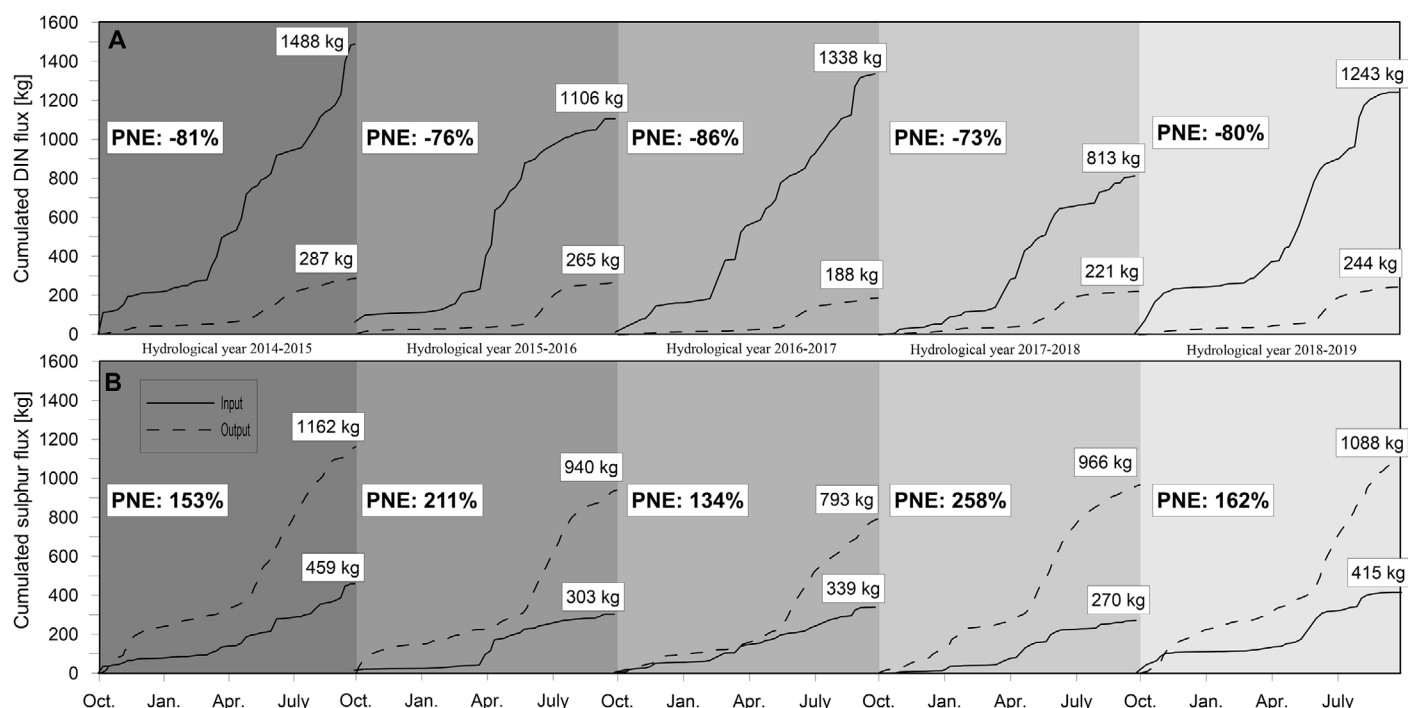 A
Cumulated DIN flux [kg]
1600
1400
1200
1000
800
600
400
200
0
1488 kg
PNE: -81%
287 kg
1106 kg
PNE: -76%
265 kg
1338 kg
PNE: -86%
188 kg
813 kg
PNE: -73%
221 kg
1243 kg
PNE: -80%
244 kg
Hydrological year 2014-2015
Hydrological year 2015-2016
Hydrological year 2016-2017
Hydrological year 2017-2018
Hydrological year 2018-2019
B
Cumulated sulphur flux [kg]
1600
1400
1200
1000
800
600
400
200
0
Input
Output
1162 kg
PNE: 153%
459 kg
940 kg
PNE: 211%
303 kg
793 kg
PNE: 134%
339 kg
966 kg
PNE: 258%
270 kg
1088 kg
PNE: 162%
415 kg
Oct. Jan. Apr. July Oct. Jan. Apr. July Oct. Jan. Apr. July Oct. Jan. Apr. July Oct. Jan. Apr. July